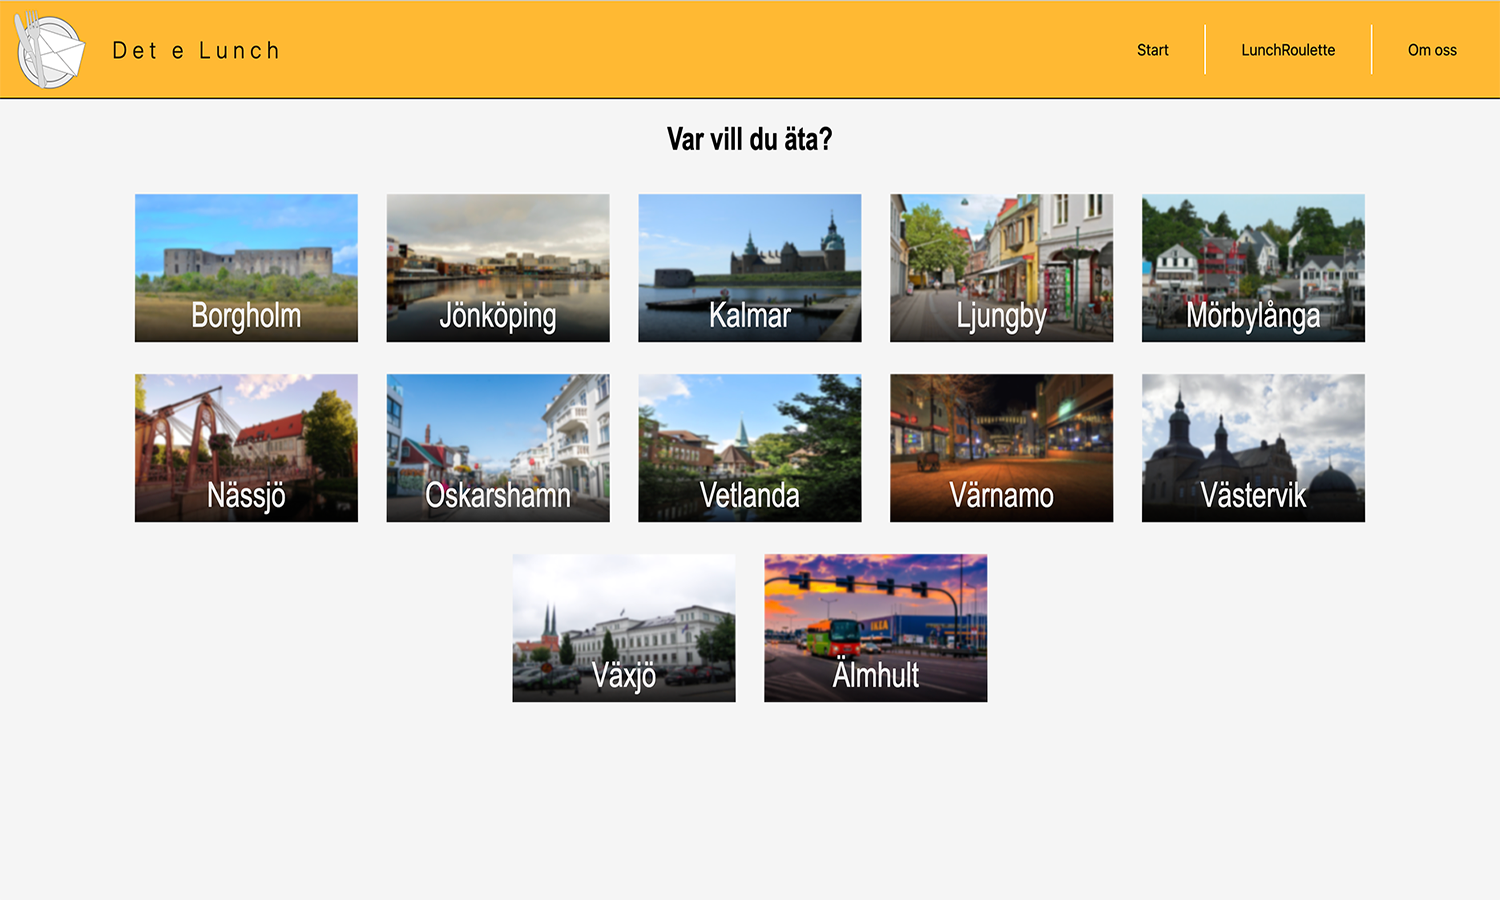 Det e Lunch
Start LunchRoulette Om oss
Var vill du äta?
Borgholm Jönköping Kalmar Ljungby Mörbylånga
Nässjö Oskarshamn Vetlanda Värnamo Västervik
IKEA
Växjö Älmhult